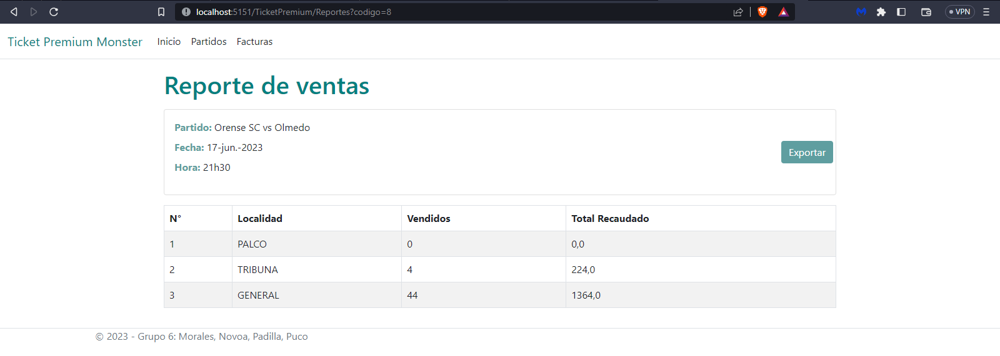 localhost:5151/TicketPremium/Reportes?codigo=8
VPN
Ticket Premium Monster Inicio Partidos Facturas
Reporte de ventas
Partido: Orense SC vs Olmedo
Fecha: 17-jun.-2023
Hora: 21h30
Exportar
N° Localidad Vendidos Total Recaudado
1 PALCO 0 0,0
2 TRIBUNA 4 224,0
3 GENERAL 44 1364,0
© 2023 - Grupo 6: Morales, Novoa, Padilla, Puco